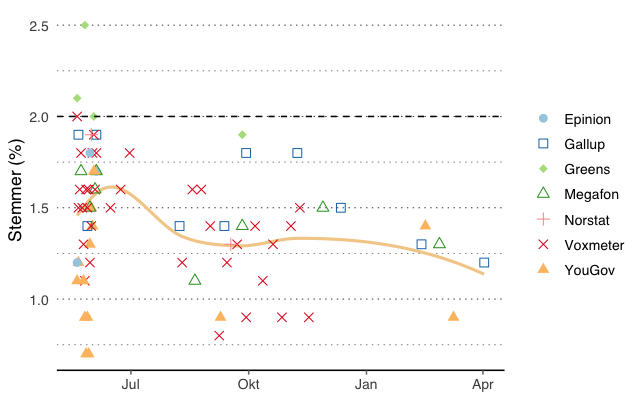 2.5
2.0
1.5
1.0
Stemmer (%)
Jul
Okt
Jan
Apr
Epinion
Gallup
Greens
Megafon
Norstat
Voxmeter
YouGov